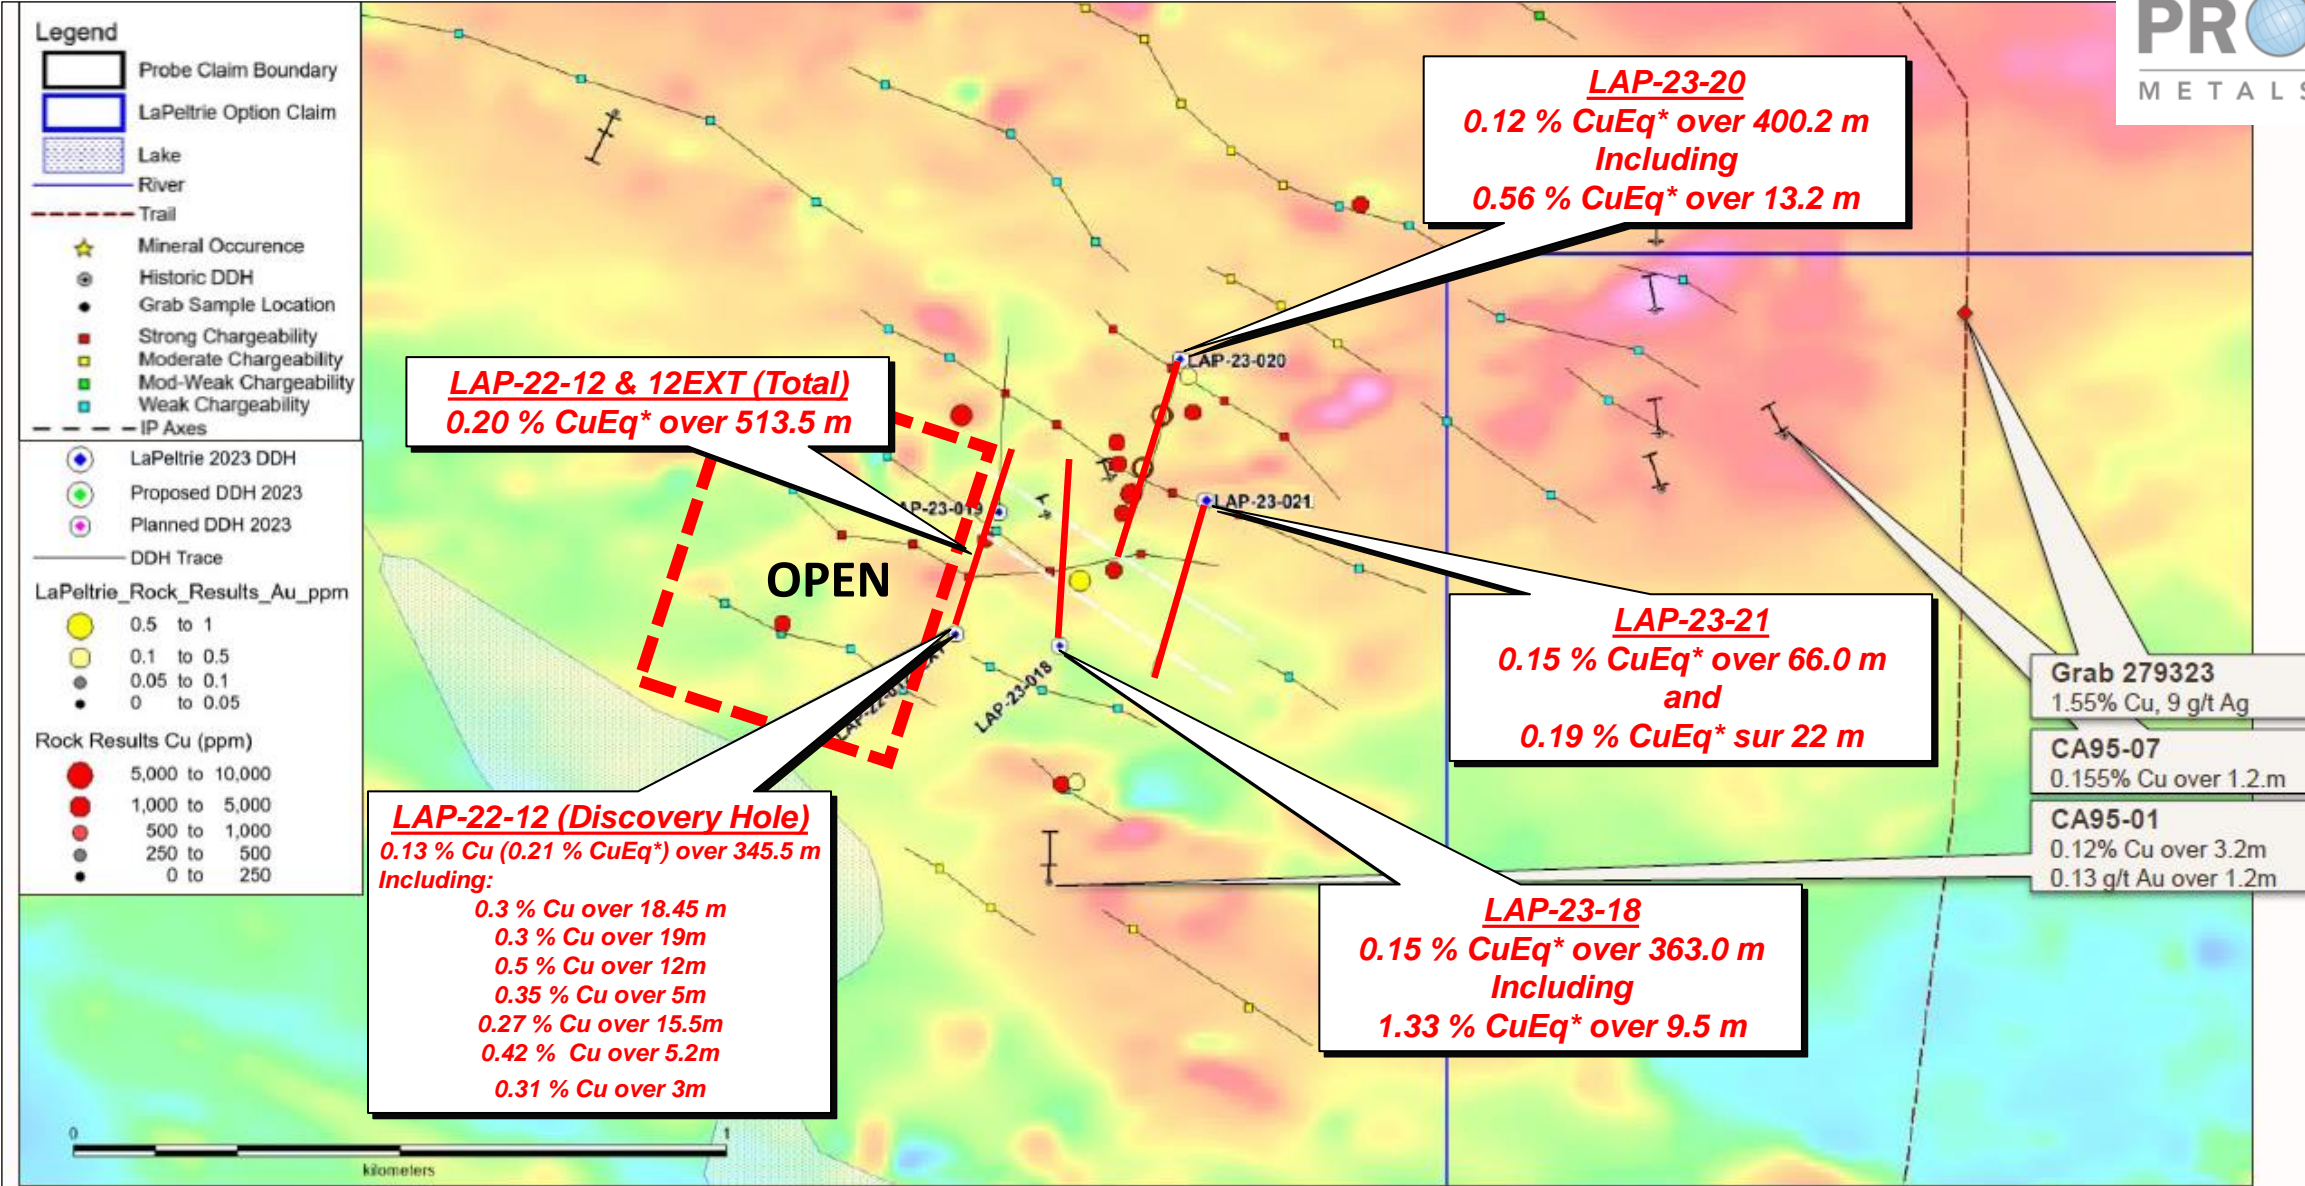 Legend
Probe Claim Boundary
LaPeltrie Option Claim
Lake
River
Trail
Mineral Occurence
Historic DDH
Grab Sample Location
Strong Chargeability
Moderate Chargeability
Mod-Weak Chargeability
Weak Chargeability
IP Axes
LaPeltrie 2023 DDH
Proposed DDH 2023
Planned DDH 2023
DDH Trace
LaPeltrie_Rock_Results_Au_ppm
0.5 to 1
0.1 to 0.5
0.05 to 0.1
0 to 0.05
Rock Results Cu (ppm)
5,000 to 10,000
1,000 to 5,000
500 to 1,000
250 to 500
0 to 250
0 1
kilometers
PRO
METALS
LAP-23-20
0.12 % CuEq* over 400.2 m
Including
0.56 % CuEq* over 13.2 m
LAP-22-12 & 12EXT (Total)
0.20 % CuEq* over 513.5 m
LAP-23-020
AP-23-019
LAP-23-021
OPEN
LAP-23-018
LAP-23-21
0.15 % CuEq* over 66.0 m
and
0.19 % CuEq* sur 22 m
Grab 279323
1.55% Cu, 9 g/t Ag
CA95-07
0.155% Cu over 1.2.m
CA95-01
0.12% Cu over 3.2m
0.13 g/t Au over 1.2m
LAP-22-12 (Discovery Hole)
0.13 % Cu (0.21 % CuEq*) over 345.5 m
Including:
0.3 % Cu over 18.45 m
0.3 % Cu over 19m
0.5 % Cu over 12m
0.35 % Cu over 5m
0.27 % Cu over 15.5m
0.42 % Cu over 5.2m
0.31 % Cu over 3m
LAP-23-18
0.15 % CuEq* over 363.0 m
Including
1.33 % CuEq* over 9.5 m